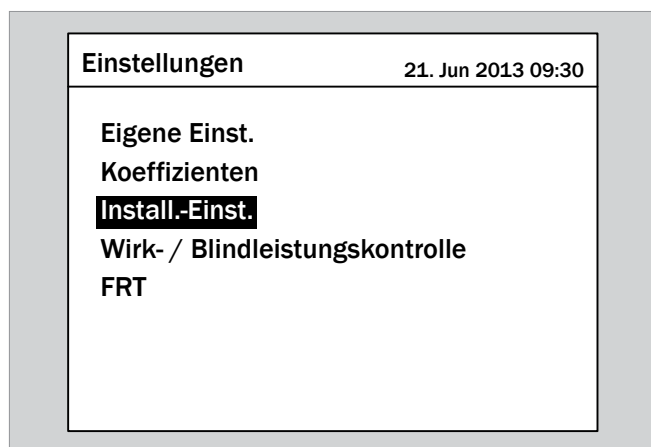 Einstellungen
21. Jun 2013 09:30
Eigene Einst.
Koeffizienten
Install.-Einst.
Wirk- / Blindleistungskontrolle
FRT